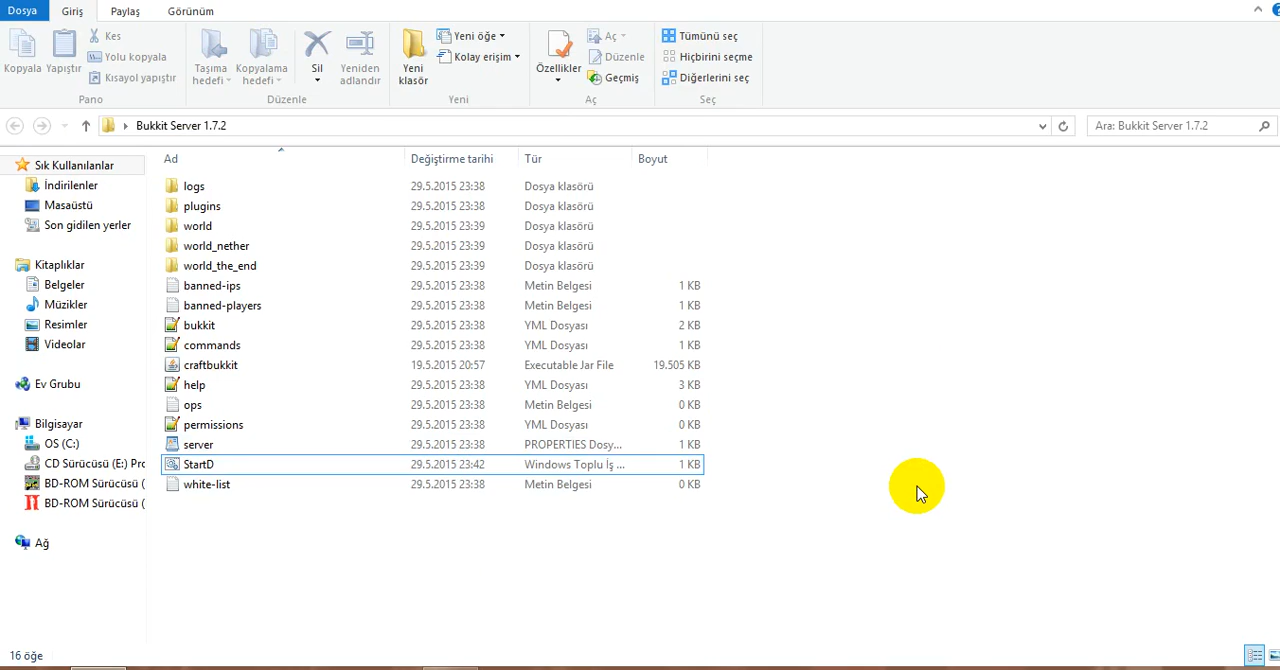 Dosya Giriş Paylaş Görünüm
Kopyala Yapıştır Kes Yolu kopyala Kısayol yapıştır
Pano
Taşıma hedefi Kopyalama hedefi Sil Yeniden adlandır
Düzenle
Yeni klasör Yeni öğe Kolay erişim
Yeni
Özellikler Aç Düzenle Geçmiş
Aç
Tümünü seç Hiçbirini seçme Diğerlerini seç
Seç
Bukkit Server 1.7.2
Ara: Bukkit Server 1.7.2
Sık Kullanılanlar
İndirilenler
Masaüstü
Son gidilen yerler
Kitaplıklar
Belgeler
Müzikler
Resimler
Videolar
Ev Grubu
Bilgisayar
OS (C:)
CD Sürücüsü (E:) Prc
BD-ROM Sürücüsü (
BD-ROM Sürücüsü (
Ağ
Ad Değiştirme tarihi Tür Boyut
logs 29.5.2015 23:38 Dosya klasörü
plugins 29.5.2015 23:38 Dosya klasörü
world 29.5.2015 23:39 Dosya klasörü
world_nether 29.5.2015 23:39 Dosya klasörü
world_the_end 29.5.2015 23:39 Dosya klasörü
banned-ips 29.5.2015 23:38 Metin Belgesi 1 KB
banned-players 29.5.2015 23:38 Metin Belgesi 1 KB
bukkit 29.5.2015 23:38 YML Dosyası 2 KB
commands 29.5.2015 23:38 YML Dosyası 1 KB
craftbukkit 19.5.2015 20:57 Executable Jar File 19.505 KB
help 29.5.2015 23:38 YML Dosyası 3 KB
ops 29.5.2015 23:38 Metin Belgesi 0 KB
permissions 29.5.2015 23:38 YML Dosyası 0 KB
server 29.5.2015 23:38 PROPERTIES Dosy... 1 KB
StartD 29.5.2015 23:42 Windows Toplu İş ... 1 KB
white-list 29.5.2015 23:38 Metin Belgesi 0 KB
16 öğe